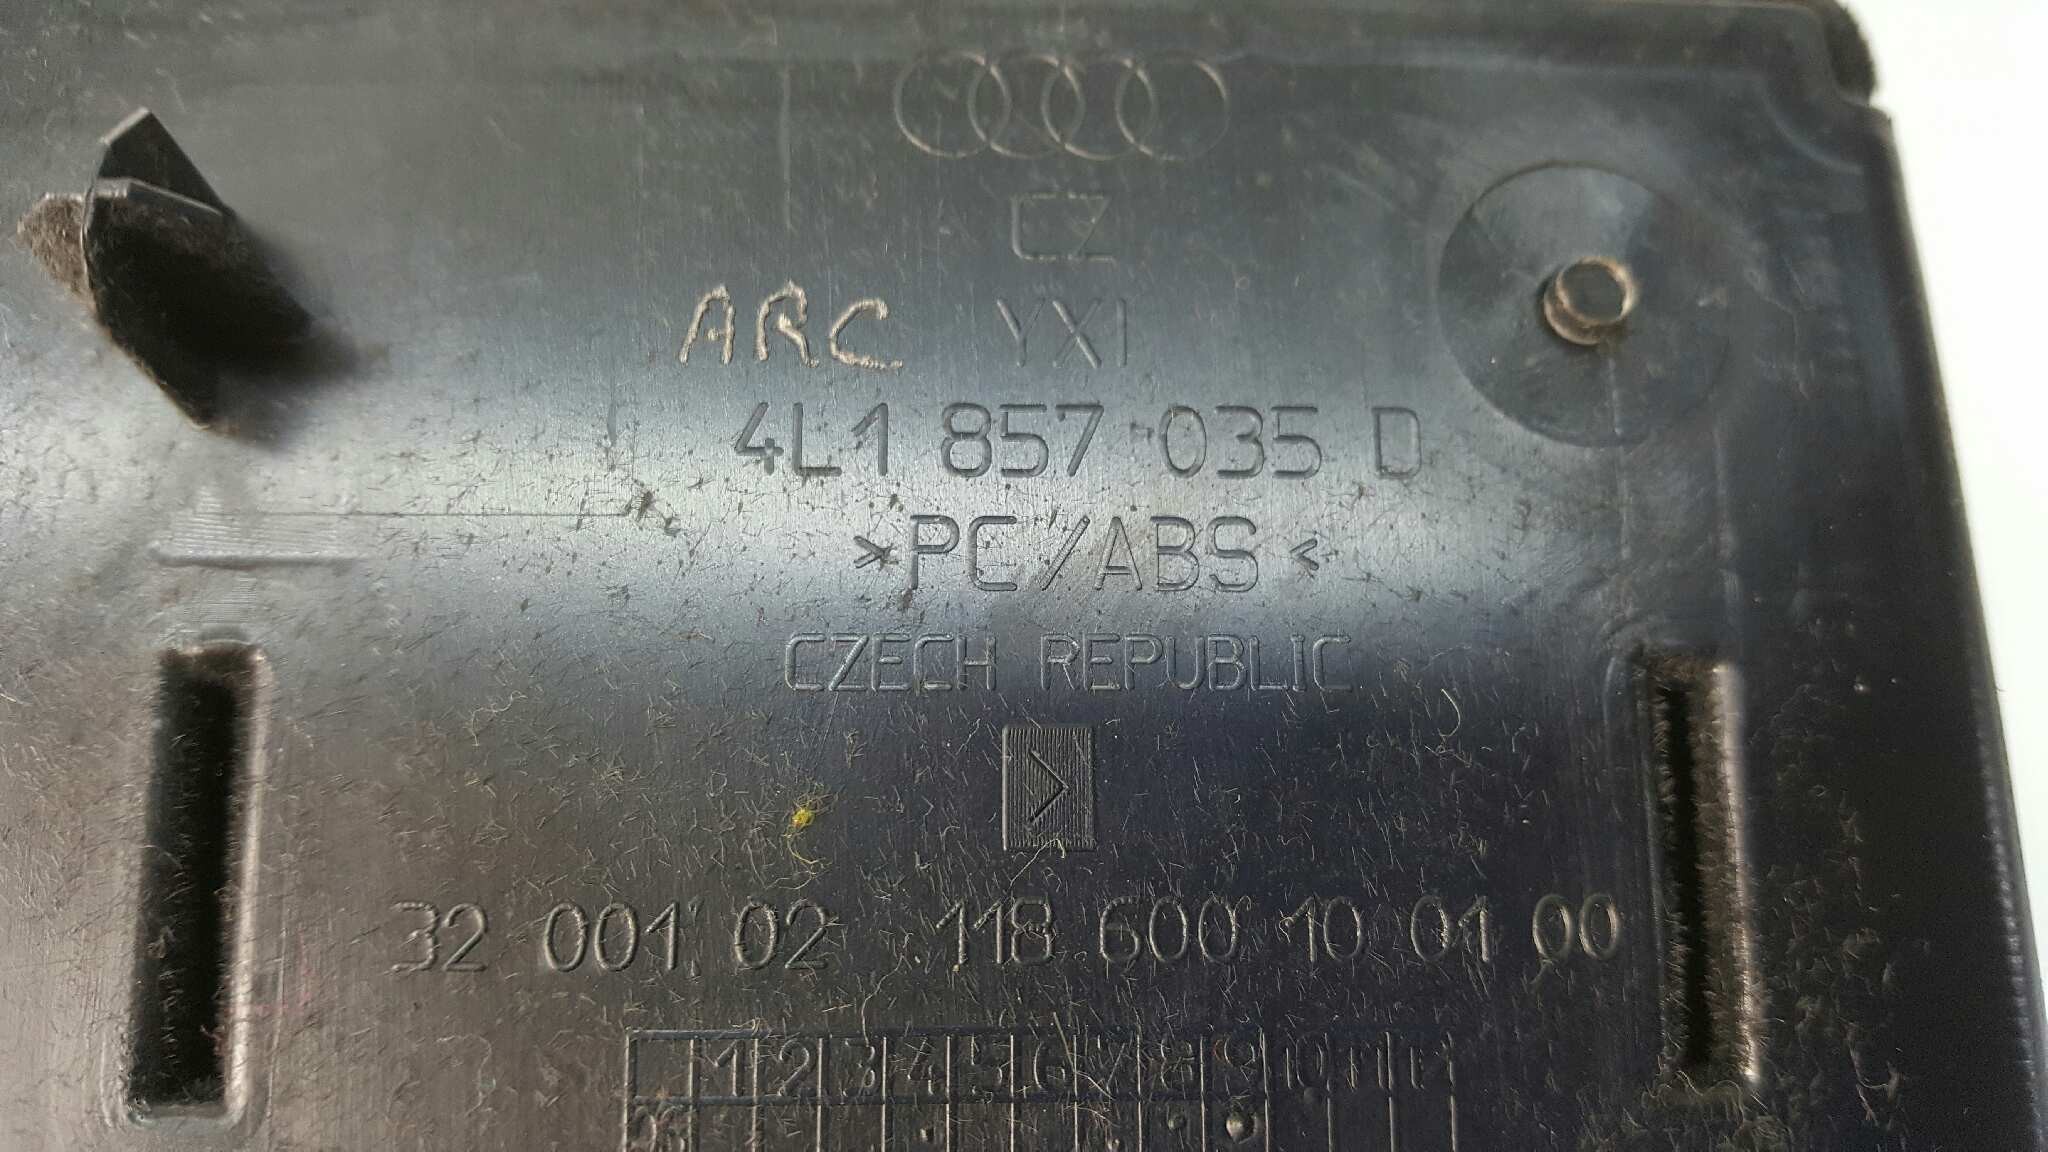 CZ
ARC YXI
4L1 857 035 D
>PC/ABS<
CZECH REPUBLIC
>
32 001 02 118 600 10 01 00
1 2 3 4 5 6 7 8 9 10 11